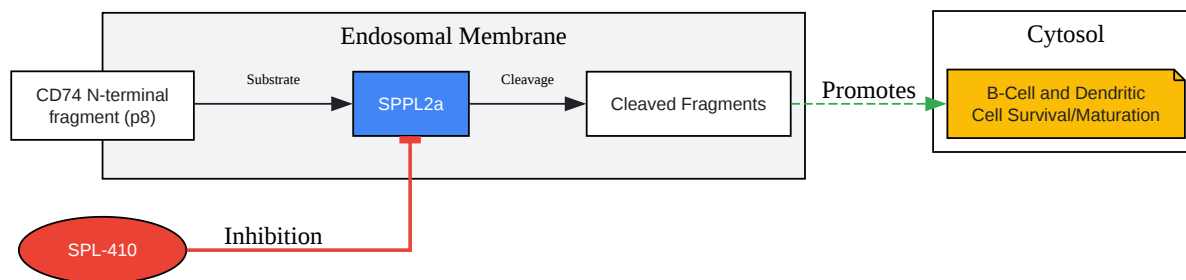 Endosomal Membrane
Cytosol
Substrate
Cleavage
CD74 N-terminal
fragment (p8)
SPPL2a
Cleaved Fragments
Promotes
B-Cell and Dendritic
Cell Survival/Maturation
SPL-410
Inhibition